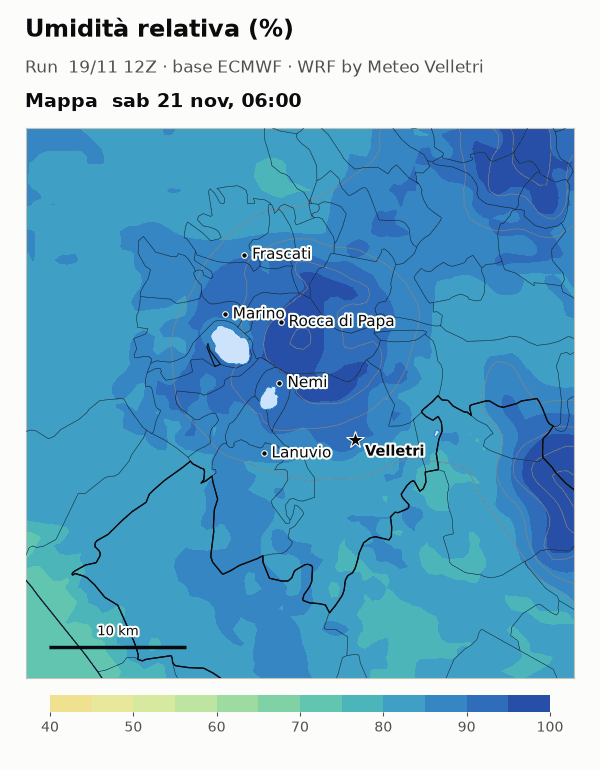 Umidità relativa (%)
Run  19/11 12Z · base ECMWF · WRF by Meteo Velletri
Mappa  sab 21 nov, 06:00
Frascati
Marino
Rocca di Papa
Nemi
Velletri
Lanuvio
10 km
40 50 60 70 80 90 100